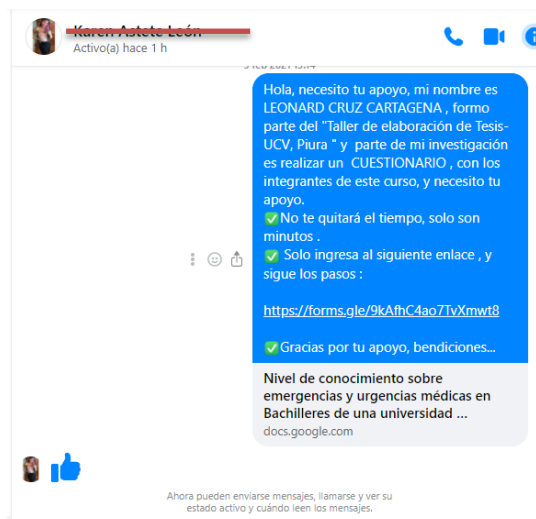 Activo(a) hace 1 h
Hola, necesito tu apoyo, mi nombre es
LEONARD CRUZ CARTAGENA , formo
parte del "Taller de elaboración de Tesis-
UCV, Piura " y parte de mi investigación
es realizar un CUESTIONARIO , con los
integrantes de este curso, y necesito tu
apoyo.
✅No te quitará el tiempo, solo son
minutos .
✅ Solo ingresa al siguiente enlace , y
sigue los pasos :
https://forms.gle/9kAfhC4ao7TvXmwt8
✅Gracias por tu apoyo, bendiciones...
Nivel de conocimiento sobre
emergencias y urgencias médicas en
Bachilleres de una universidad ...
docs.google.com
Ahora pueden enviarse mensajes, llamarse y ver su
estado activo y cuándo leen los mensajes.